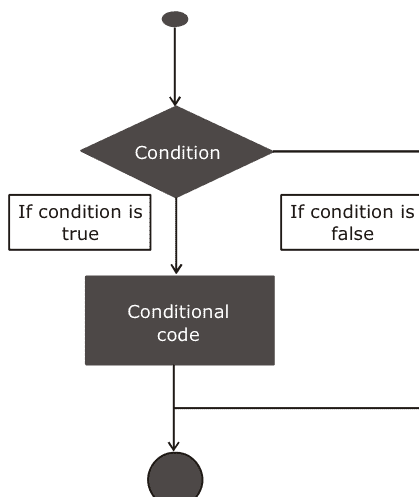 Condition
If condition is
true
If condition is
false
Conditional
code